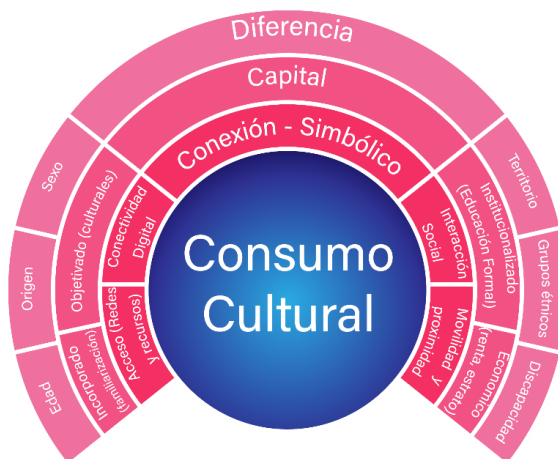 Diferencia
Capital
Conexión - Simbólico
Sexo
Origen
Edad
Objetivado (culturales)
Incorporado
(familiarización)
Conectividad
Digital
Acceso (Redes
y recursos)
Consumo
Cultural
Interacción
Social
Movilidad y
proximidad
Institucionalizado
(Educación Formal)
Economico
(renta, estrato)
Territorio
Grupos étnicos
Discapacidad